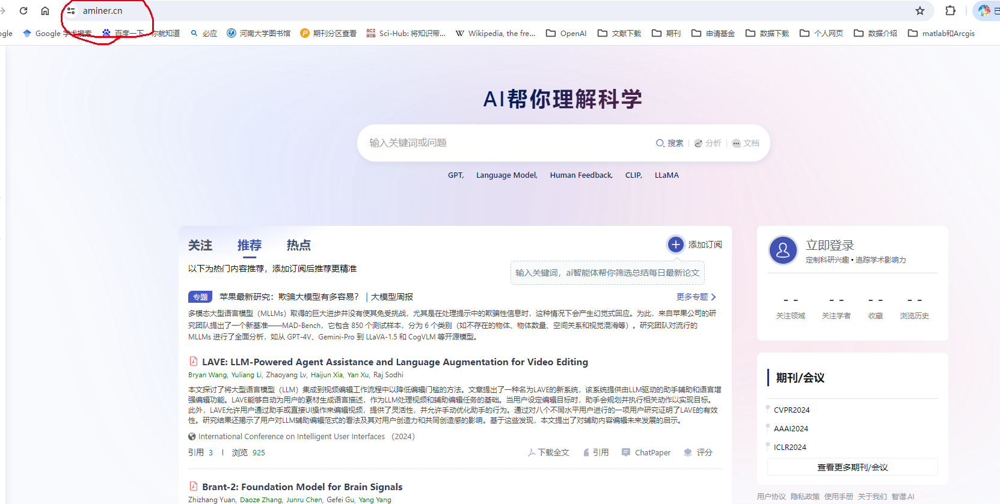 aminer.cn
gle Google 学术搜索 百度一下，你就知道 必应 河南大学图书馆 期刊分区查看 SCI HUB Sci-Hub: 将知识带... W Wikipedia, the fre... OpenAI 文献下载 期刊 申请基金 数据下载 个人网页 数据介绍 matlab和Arcgis
AI帮你理解科学
输入关键词或问题 搜索 分析 文档
GPT, Language Model, Human Feedback, CLIP, LLaMA
关注 推荐 热点 添加订阅
以下为热门内容推荐，添加订阅后推荐更精准
输入关键词，ai智能体帮你筛选总结每日最新论文
专题 苹果最新研究：欺骗大模型有多容易？ | 大模型周报 更多专题
多模态大型语言模型（MLLMs）取得的巨大进步并没有使其免受挑战，尤其是在处理提示中的欺骗性信息时，这种情况下会产生幻觉式回应。为此，来自苹果公司的研
究团队提出了一个新基准——MAD-Bench，它包含 850 个测试样本，分为 6 个类别（如不存在的物体、物体数量、空间关系和视觉混淆等）。研究团队对流行的
MLLMs 进行了全面分析，如从 GPT-4V、Gemini-Pro 到 LLaVA-1.5 和 CogVLM 等开源模型。
LAVE: LLM-Powered Agent Assistance and Language Augmentation for Video Editing
Bryan Wang, Yuliang Li, Zhaoyang Lv, Haijun Xia, Yan Xu, Raj Sodhi
本文探讨了将大型语言模型（LLM）集成到视频编辑工作流程中以降低编辑门槛的方法。文章提出了一种名为LAVE的新系统，该系统提供由LLM驱动的助手辅助和语言增
强编辑功能。LAVE能够自动为用户的素材生成语言描述，作为LLM处理视频和辅助编辑任务的基础。当用户设定编辑目标时，助手会规划并执行相关动作以实现目标。
此外，LAVE允许用户通过助手或直接UI操作来编辑视频，提供了灵活性，并允许手动优化助手的行为。通过对八个不同水平用户进行的一项用户研究证明了LAVE的有效
性。研究结果还揭示了用户对LLM辅助编辑范式的看法及其对用户创造力和共同创造感的影响。基于这些发现，本文提出了对辅助内容编辑未来发展的启示。
International Conference on Intelligent User Interfaces （2024）
引用 3 | 浏览 925 下载全文 引用 ChatPaper 评分
Brant-2: Foundation Model for Brain Signals
Zhizhang Yuan, Daoze Zhang, Junru Chen, Gefei Gu, Yang Yang
立即登录
定制科研兴趣 • 追踪学术影响力
-- -- -- --
关注领域 关注学者 收藏 浏览历史
期刊/会议
CVPR2024
AAAI2024
ICLR2024
查看更多期刊/会议
用户协议 隐私政策 使用手册 关于我们 智谱.AI